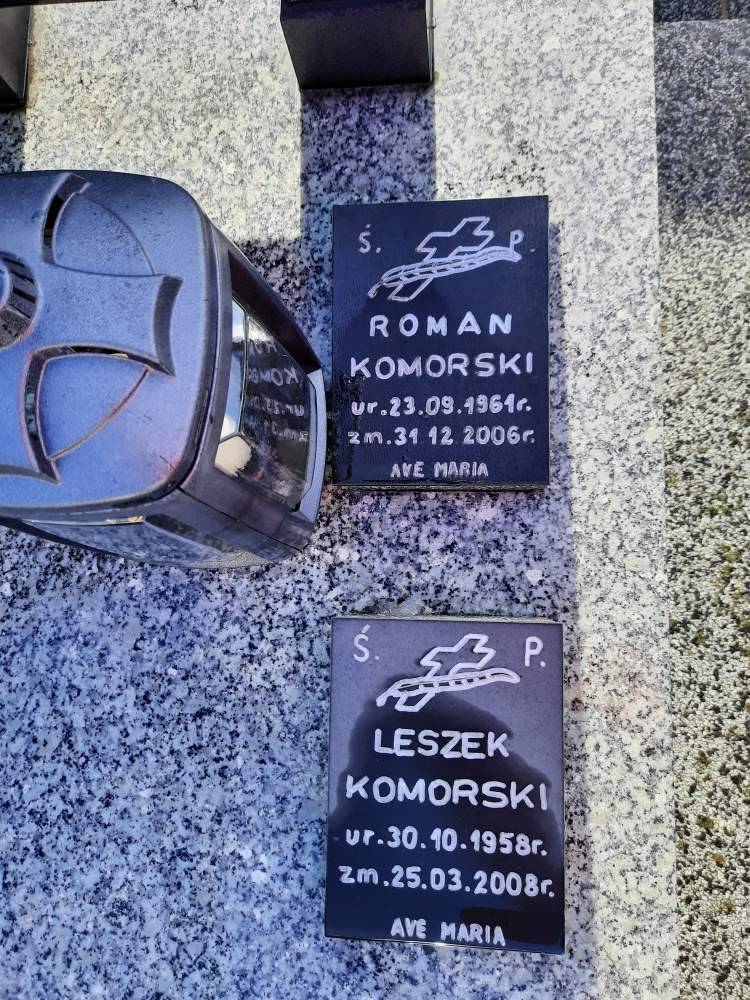 Ś. P.
ROMAN
KOMORSKI
ur.23.09.1961r.
zm.31 12 2006r.
AVE MARIA
Ś. P.
LESZEK
KOMORSKI
ur.30.10.1958r.
zm.25.03.2008r.
AVE MARIA